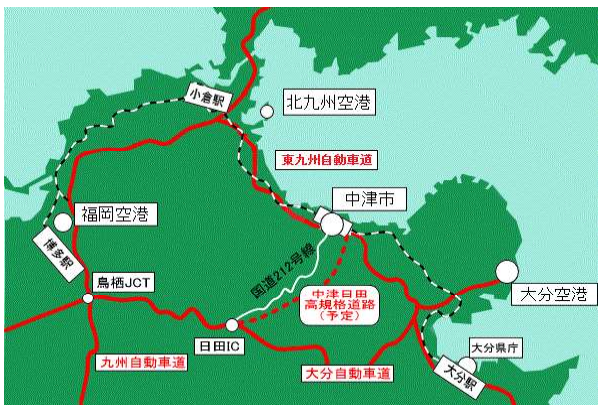 小倉駅
北九州空港
東九州自動車道
中津市
福岡空港
博多駅
国道212号線
鳥栖JCT
中津日田
高規格道路
(予定)
大分空港
日田IC
大分県庁
九州自動車道
大分自動車道
大分駅